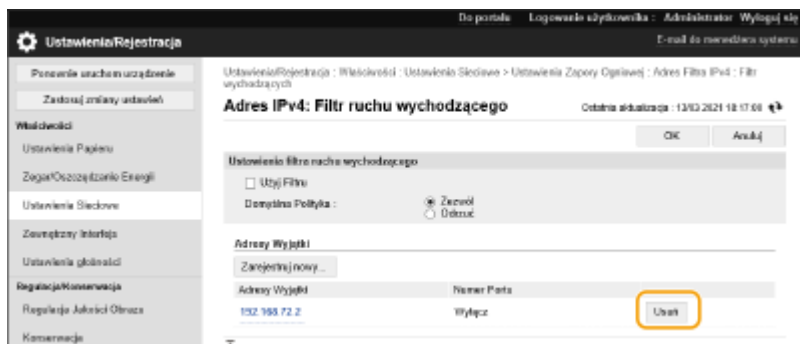 Do portalu Logowanie użytkownika : Administrator Wyloguj się
Ustawienia/Rejestracja
E-mail do menedżera systemu
Ponownie uruchom urządzenie
Zastosuj zmiany ustawień
Właściwości
Ustawienia Papieru
Zegar/Oszczędzanie Energii
Ustawienia Sieciowe
Zewnętrzny Interfejs
Ustawienia głośności
Regulacja/Konserwacja
Regulacja Jakości Obrazu
Konserwacja
Ustawienia/Rejestracja : Właściwości : Ustawienia Sieciowe > Ustawienia Zapory Ogniowej : Adres Filtra IPv4 : Filtr
wychodzących
Adres IPv4: Filtr ruchu wychodzącego
Ostatnia aktualizacja : 13/03 2021 18:17:00
OK Anuluj
Ustawienia filtra ruchu wychodzącego
Użyj Filtru
Domyślna Polityka : Zezwól
Odrzuć
Adresy Wyjątki
Zarejestruj nowy...
Adresy Wyjątki Numer Portu
192.168.72.2 Wyłącz Usuń